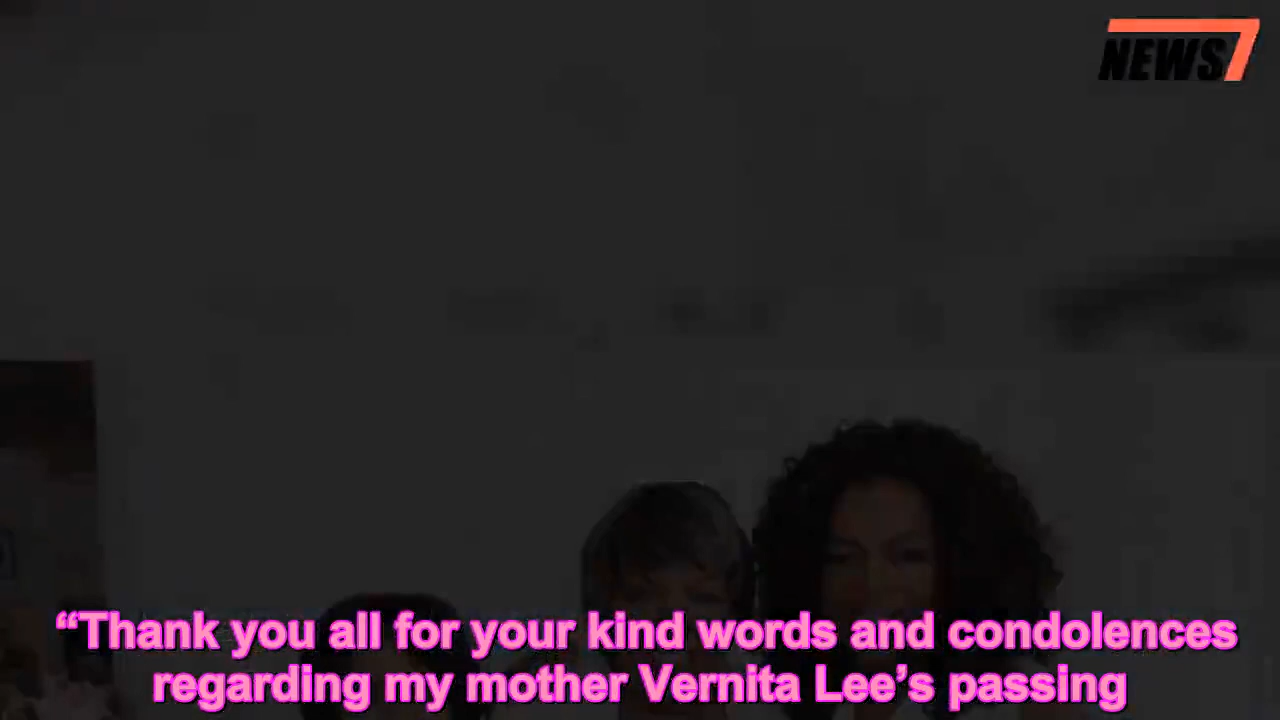 NEWS7
“Thank you all for your kind words and condolences
regarding my mother Vernita Lee’s passing